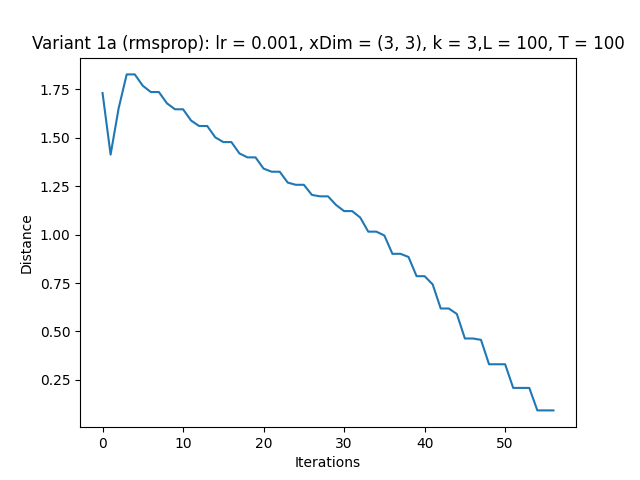 Variant 1a (rmsprop): lr = 0.001, xDim = (3, 3), k = 3,L = 100, T = 100
1.75
1.50
1.25
1.00
0.75
0.50
0.25
Distance
0 10 20 30 40 50
Iterations